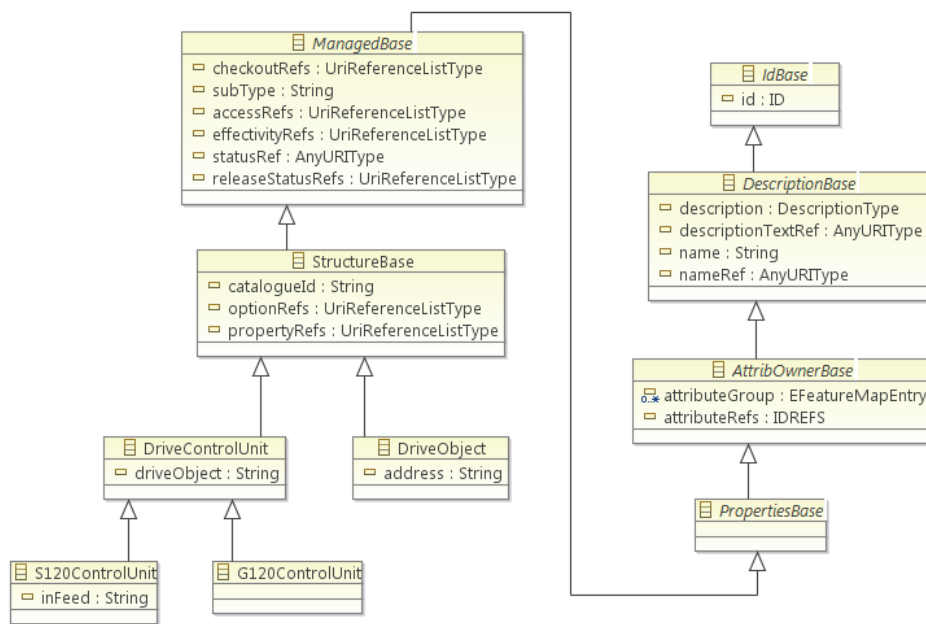 ManagedBase
checkoutRefs : UriReferenceListType
subType : String
accessRefs : UriReferenceListType
effectivityRefs : UriReferenceListType
statusRef : AnyURIType
releaseStatusRefs : UriReferenceListType
StructureBase
catalogueId : String
optionRefs : UriReferenceListType
propertyRefs : UriReferenceListType
DriveControlUnit
driveObject : String
DriveObject
address : String
S120ControlUnit
inFeed : String
G120ControlUnit
IdBase
id : ID
DescriptionBase
description : DescriptionType
descriptionTextRef : AnyURIType
name : String
nameRef : AnyURIType
AttribOwnerBase
0..* attributeGroup : EFeatureMapEntry
attributeRefs : IDREFS
PropertiesBase